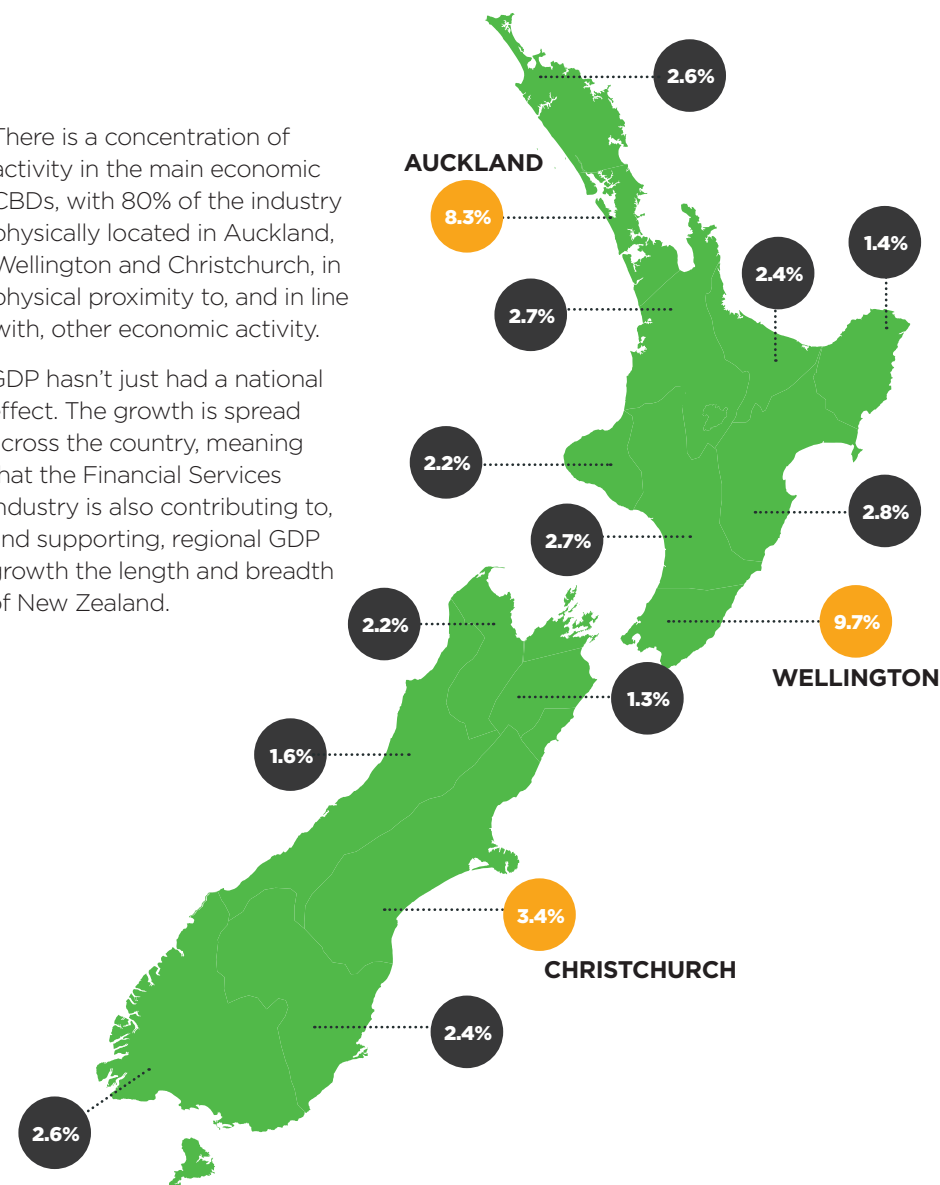 There is a concentration of
activity in the main economic
CBDs, with 80% of the industry
physically located in Auckland,
Wellington and Christchurch, in
physical proximity to, and in line
with, other economic activity.
GDP hasn't just had a national
effect. The growth is spread
across the country, meaning
that the Financial Services
industry is also contributing to,
and supporting, regional GDP
growth the length and breadth
of New Zealand.
2.6%
AUCKLAND
8.3%
1.4%
2.4%
2.7%
2.2%
2.8%
2.7%
9.7%
WELLINGTON
2.2%
1.3%
1.6%
3.4%
CHRISTCHURCH
2.4%
2.6%